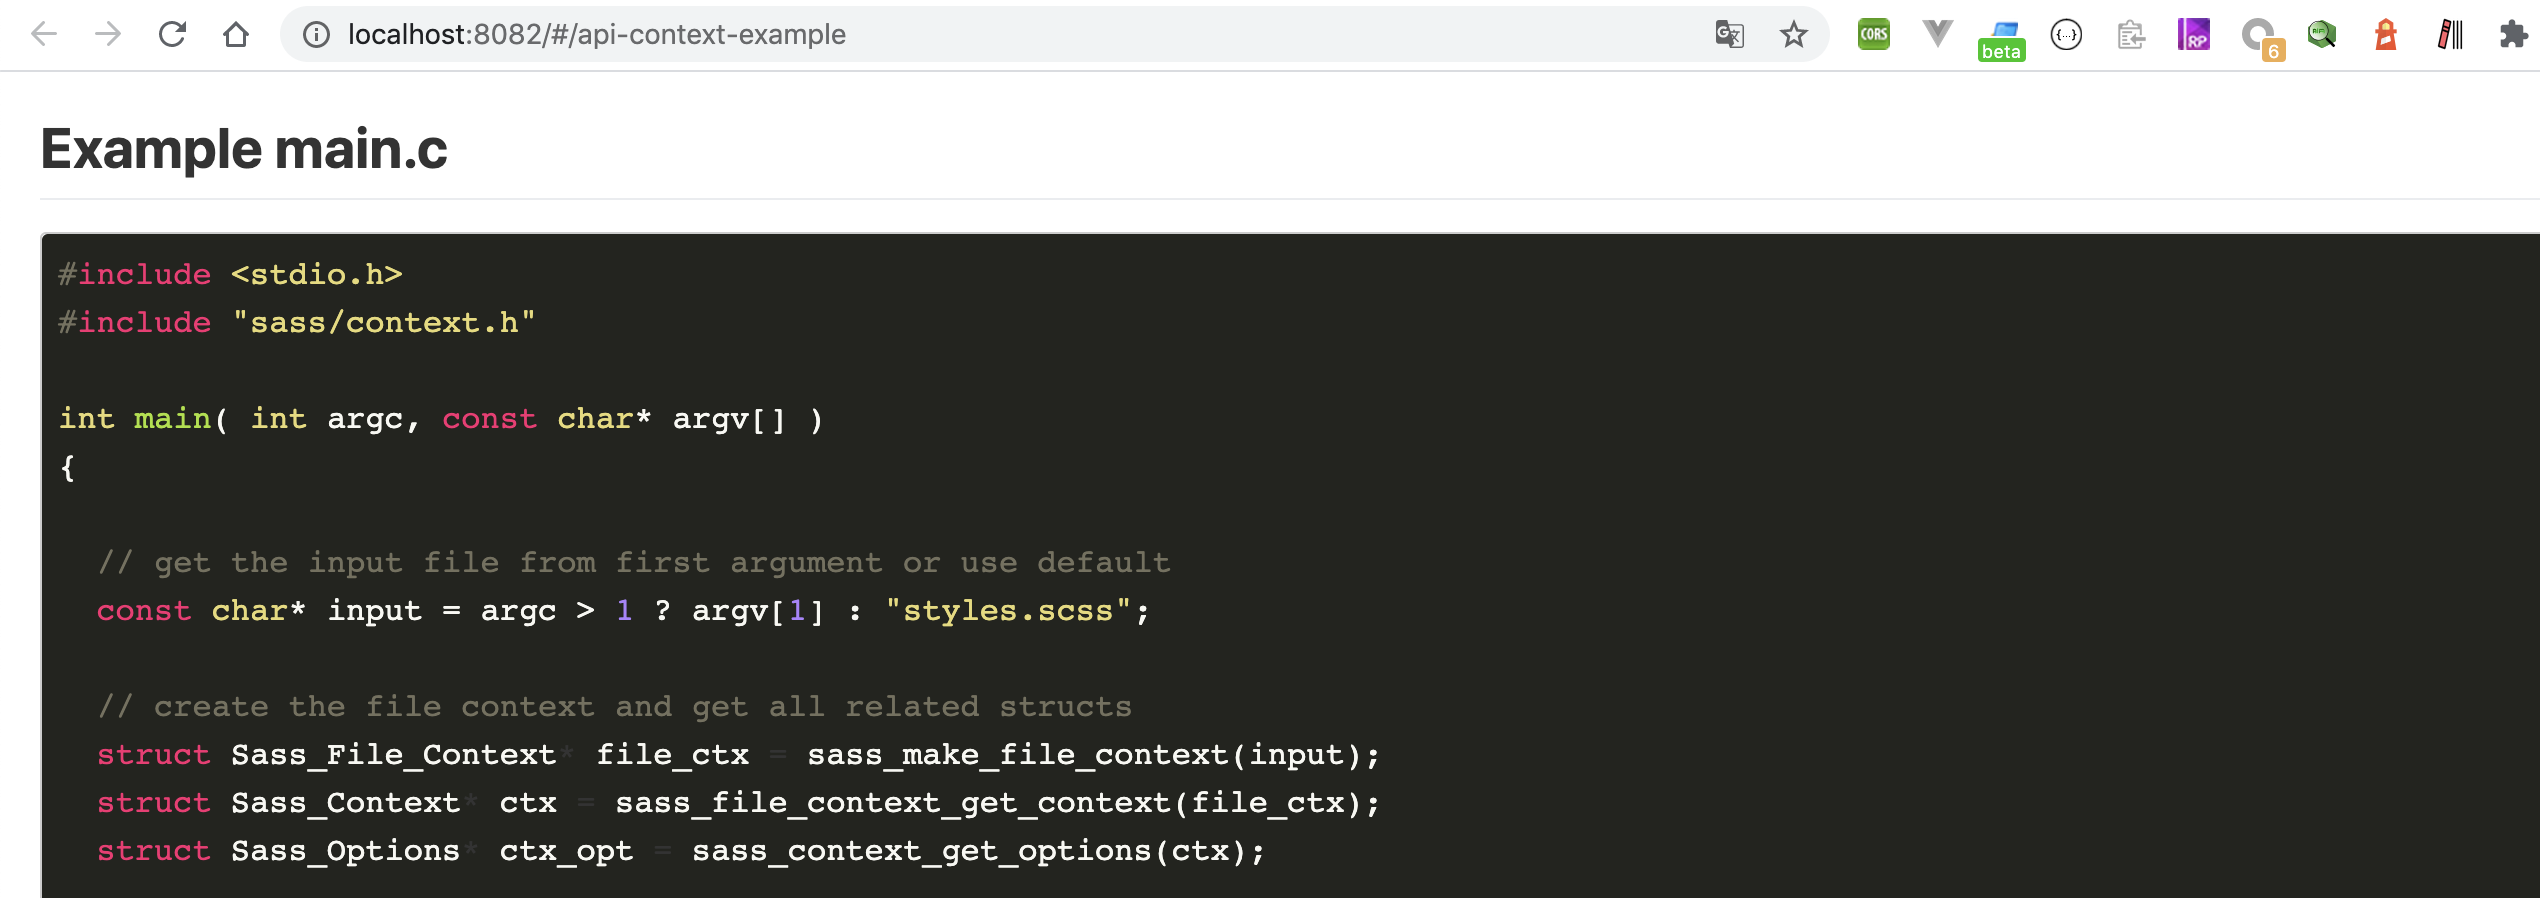 localhost:8082/#/api-context-example
CORS
beta
{...}
RP
6
Example main.c
#include <stdio.h>
#include "sass/context.h"
int main( int argc, const char* argv[] )
{
// get the input file from first argument or use default
const char* input = argc > 1 ? argv[1] : "styles.scss";
// create the file context and get all related structs
struct Sass_File_Context* file_ctx = sass_make_file_context(input);
struct Sass_Context* ctx = sass_file_context_get_context(file_ctx);
struct Sass_Options* ctx_opt = sass_context_get_options(ctx);